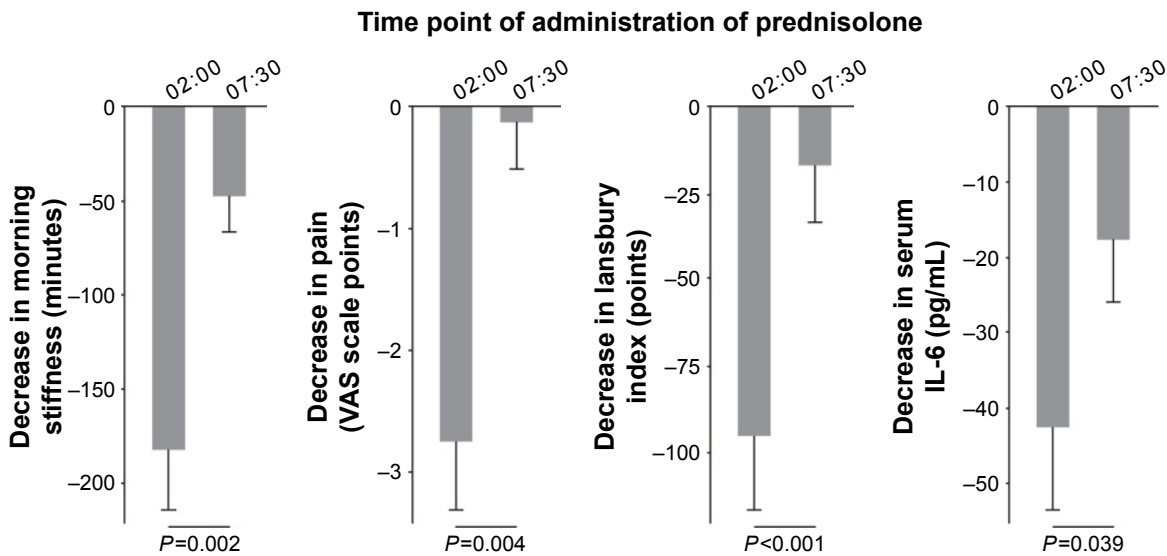 Time point of administration of prednisolone
02:00
07:30
0
–50
–100
–150
–200
Decrease in morning
stiffness (minutes)
P=0.002
02:00
07:30
0
–1
–2
–3
Decrease in pain
(VAS scale points)
P=0.004
02:00
07:30
0
–25
–50
–75
–100
Decrease in lansbury
index (points)
P<0.001
02:00
07:30
0
–10
–20
–30
–40
–50
Decrease in serum
IL-6 (pg/mL)
P=0.039